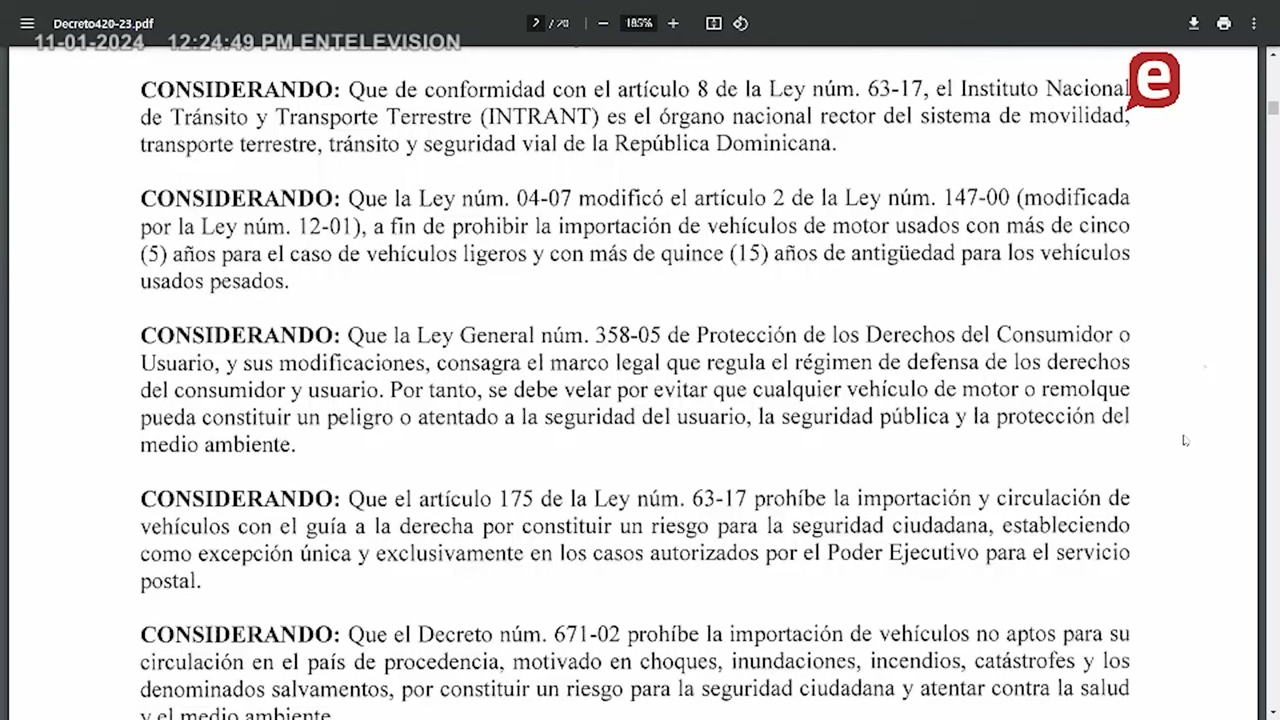 Decreto420-23.pdf
2 / 20
185%
11-01-2024 12:24:49 PM ENTELEVISION
e
CONSIDERANDO: Que de conformidad con el artículo 8 de la Ley núm. 63-17, el Instituto Nacional
de Tránsito y Transporte Terrestre (INTRANT) es el órgano nacional rector del sistema de movilidad,
transporte terrestre, tránsito y seguridad vial de la República Dominicana.
CONSIDERANDO: Que la Ley núm. 04-07 modificó el artículo 2 de la Ley núm. 147-00 (modificada
por la Ley núm. 12-01), a fin de prohibir la importación de vehículos de motor usados con más de cinco
(5) años para el caso de vehículos ligeros y con más de quince (15) años de antigüedad para los vehículos
usados pesados.
CONSIDERANDO: Que la Ley General núm. 358-05 de Protección de los Derechos del Consumidor o
Usuario, y sus modificaciones, consagra el marco legal que regula el régimen de defensa de los derechos
del consumidor y usuario. Por tanto, se debe velar por evitar que cualquier vehículo de motor o remolque
pueda constituir un peligro o atentado a la seguridad del usuario, la seguridad pública y la protección del
medio ambiente.
CONSIDERANDO: Que el artículo 175 de la Ley núm. 63-17 prohíbe la importación y circulación de
vehículos con el guía a la derecha por constituir un riesgo para la seguridad ciudadana, estableciendo
como excepción única y exclusivamente en los casos autorizados por el Poder Ejecutivo para el servicio
postal.
CONSIDERANDO: Que el Decreto núm. 671-02 prohíbe la importación de vehículos no aptos para su
circulación en el país de procedencia, motivado en choques, inundaciones, incendios, catástrofes y los
denominados salvamentos, por constituir un riesgo para la seguridad ciudadana y atentar contra la salud
y el medio ambiente.